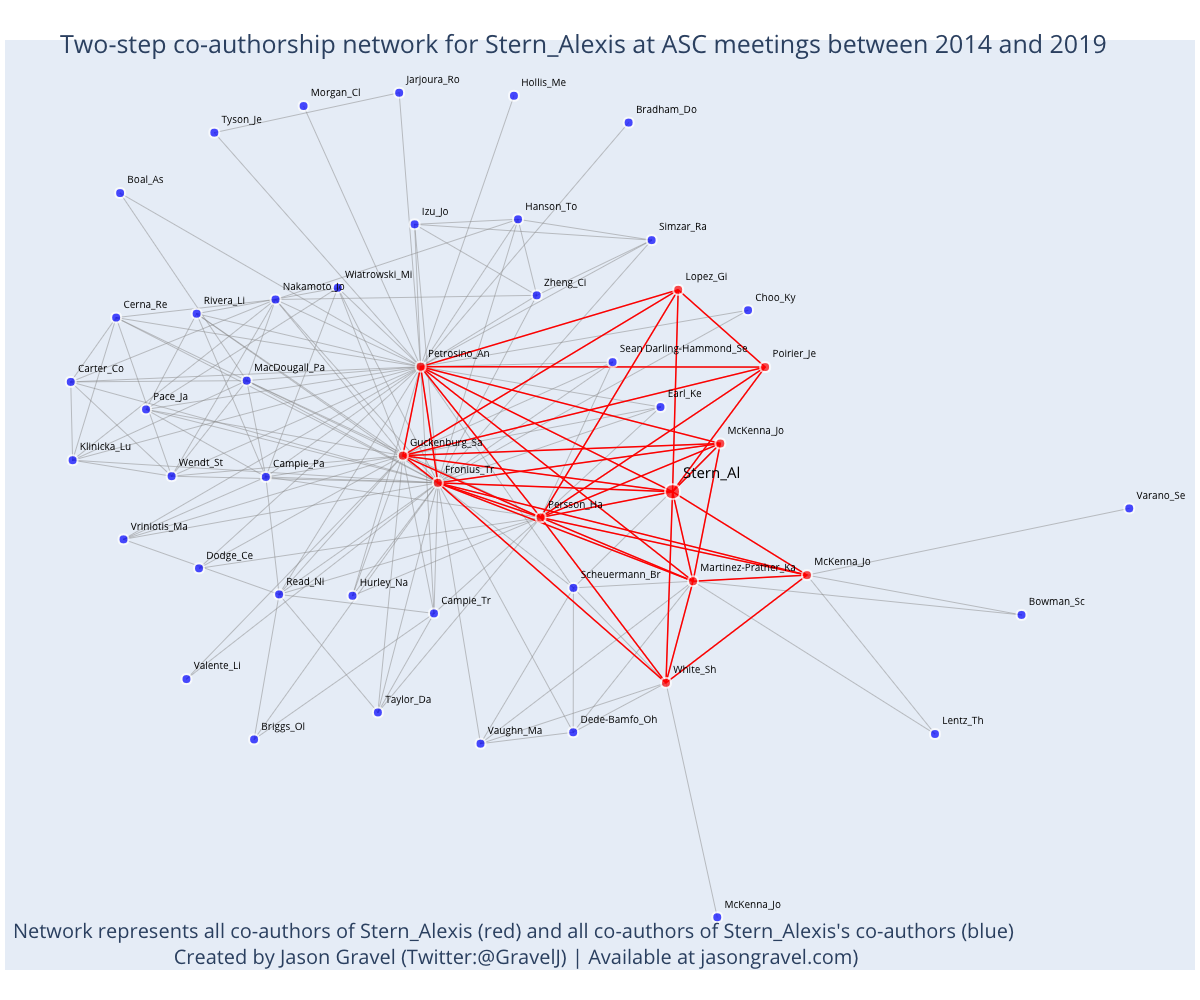 Two-step co-authorship network for Stern_Alexis at ASC meetings between 2014 and 2019
Jarjoura_Ro
Hollis_Me
Morgan_Cl
Bradham_Do
Tyson_Je
Boal_As
Hanson_To
Izu_Jo
Simzar_Ra
Wiatrowski_Mi
Lopez_Gi
Zheng_Ci
Nakamoto_Jo
Rivera_Li
Cerna_Re
Choo_Ky
Sean Darling-Hammond_Se
Petrosino_An
Poirier_Je
MacDougall_Pa
Carter_Co
Pace_Ja
Earl_Ke
McKenna_Jo
Guckenburg_Sa
Klinicka_Lu
Wendt_St
Campie_Pa
Fronius_Tr
Stern_Al
Varano_Se
Persson_Ha
Vriniotis_Ma
Dodge_Ce
McKenna_Jo
Martinez-Prather_Ka
Scheuermann_Br
Read_Ni
Hurley_Na
Campie_Tr
Bowman_Sc
Valente_Li
White_Sh
Taylor_Da
Briggs_Ol
Vaughn_Ma
Dede-Bamfo_Oh
Lentz_Th
McKenna_Jo
Network represents all co-authors of Stern_Alexis (red) and all co-authors of Stern_Alexis's co-authors (blue)
Created by Jason Gravel (Twitter:@GravelJ) | Available at jasongravel.com)